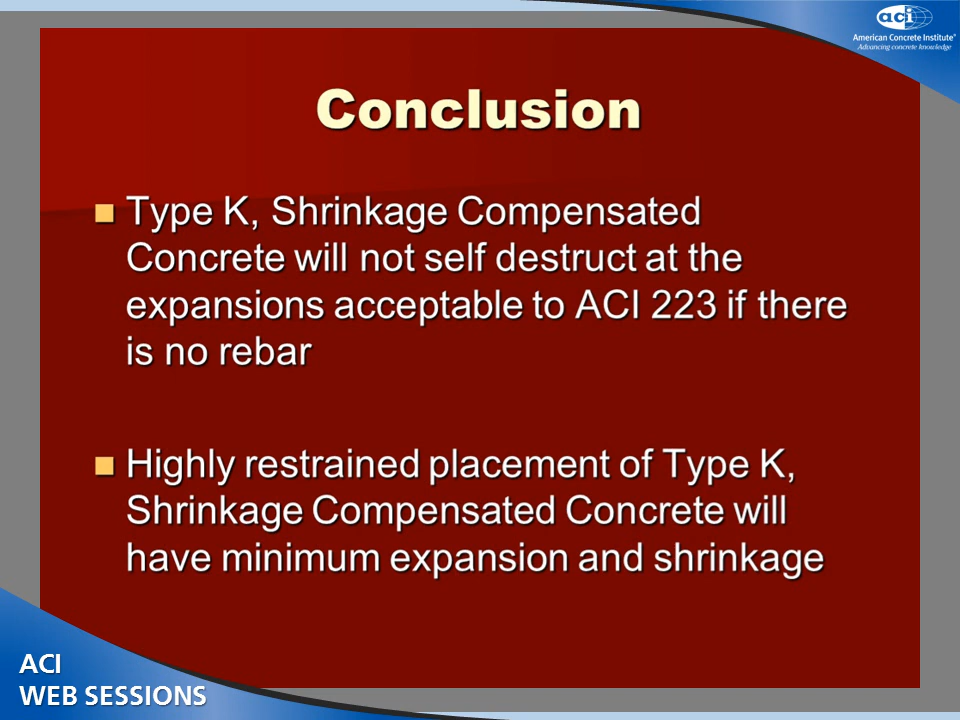 aci
American Concrete Institute®
Advancing concrete knowledge
Conclusion
Type K, Shrinkage Compensated
Concrete will not self destruct at the
expansions acceptable to ACI 223 if there
is no rebar
Highly restrained placement of Type K,
Shrinkage Compensated Concrete will
have minimum expansion and shrinkage
ACI
WEB SESSIONS